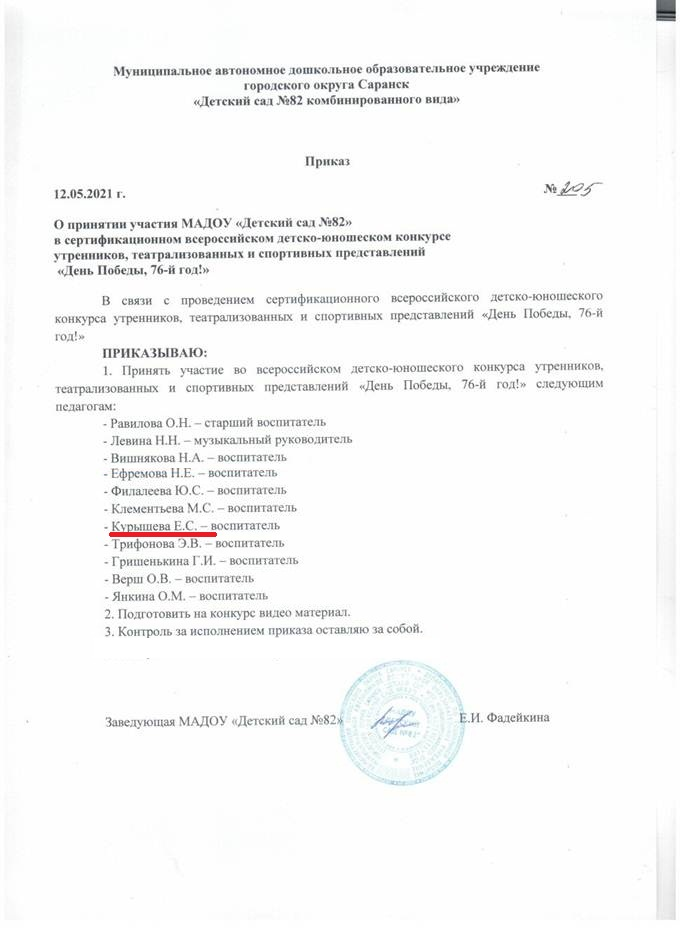 Муниципальное автономное дошкольное образовательное учреждение
городского округа Саранск
«Детский сад №82 комбинированного вида»
Приказ
12.05.2021 г.
№ 205
О принятии участия МАДОУ «Детский сад №82»
в сертификационном всероссийском детско-юношеском конкурсе
утренников, театрализованных и спортивных представлений
«День Победы, 76-й год!»
В связи с проведением сертификационного всероссийского детско-юношеского
конкурса утренников, театрализованных и спортивных представлений «День Победы, 76-й
год!»
ПРИКАЗЫВАЮ:
1. Принять участие во всероссийском детско-юношеского конкурса утренников,
театрализованных и спортивных представлений «День Победы, 76-й год!» следующим
педагогам:
- Равилова О.Н. – старший воспитатель
- Левина Н.Н. – музыкальный руководитель
- Вишнякова Н.А. – воспитатель
- Ефремова Н.Е. – воспитатель
- Филалеева Ю.С. – воспитатель
- Клементьева М.С. – воспитатель
- Курышева Е.С. – воспитатель
- Трифонова Э.В. – воспитатель
- Гришенькина Г.И. – воспитатель
- Верш О.В. – воспитатель
- Янкина О.М. – воспитатель
2. Подготовить на конкурс видео материал.
3. Контроль за исполнением приказа оставляю за собой.
Заведующая МАДОУ «Детский сад №82»
Е.И. Фадейкина